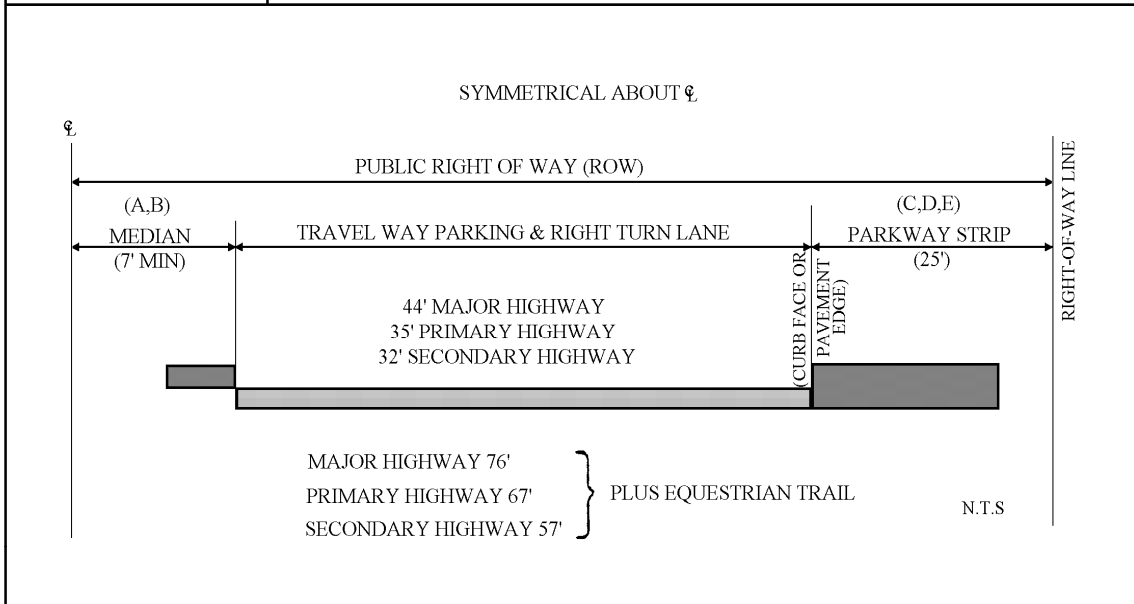 SYMMETRICAL ABOUT ℄
℄
PUBLIC RIGHT OF WAY (ROW)
(A,B)
MEDIAN
(7' MIN)
TRAVEL WAY PARKING & RIGHT TURN LANE
(C,D,E)
PARKWAY STRIP
(25')
RIGHT-OF-WAY LINE
(CURB FACE OR
PAVEMENT
EDGE)
44' MAJOR HIGHWAY
35' PRIMARY HIGHWAY
32' SECONDARY HIGHWAY
MAJOR HIGHWAY 76'
PRIMARY HIGHWAY 67'
SECONDARY HIGHWAY 57'
PLUS EQUESTRIAN TRAIL
N.T.S